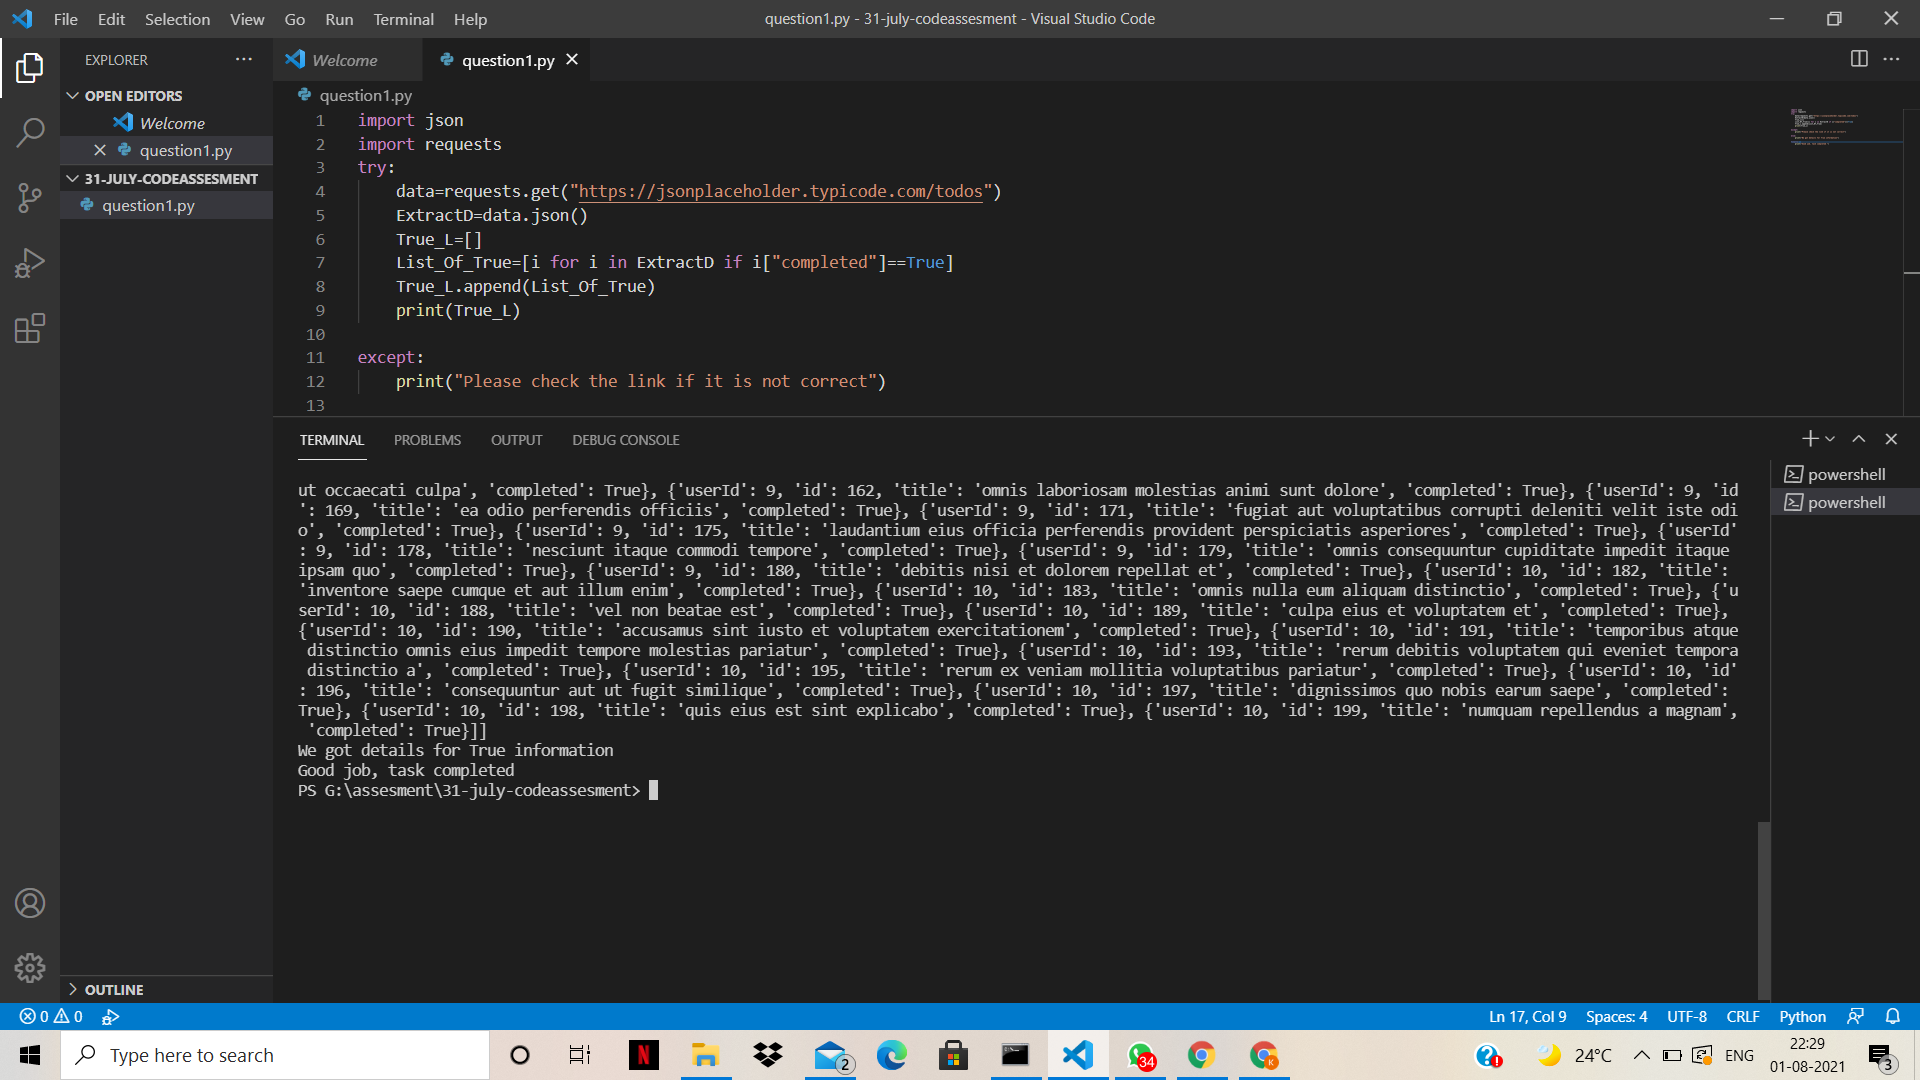 File Edit Selection View Go Run Terminal Help
question1.py - 31-july-codeassesment - Visual Studio Code
EXPLORER
Welcome
question1.py
OPEN EDITORS
Welcome
question1.py
31-JULY-CODEASSESMENT
question1.py
question1.py
1 import json
2 import requests
3 try:
4 data=requests.get("https://jsonplaceholder.typicode.com/todos")
5 ExtractD=data.json()
6 True_L=[]
7 List_Of_True=[i for i in ExtractD if i["completed"]==True]
8 True_L.append(List_Of_True)
9 print(True_L)
10
11 except:
12 print("Please check the link if it is not correct")
13
TERMINAL PROBLEMS OUTPUT DEBUG CONSOLE
powershell
powershell
ut occaecati culpa', 'completed': True}, {'userId': 9, 'id': 162, 'title': 'omnis laboriosam molestias animi sunt dolore', 'completed': True}, {'userId': 9, 'id
': 169, 'title': 'ea odio perferendis officiis', 'completed': True}, {'userId': 9, 'id': 171, 'title': 'fugiat aut voluptatibus corrupti deleniti velit iste odi
o', 'completed': True}, {'userId': 9, 'id': 175, 'title': 'laudantium eius officia perferendis provident perspiciatis asperiores', 'completed': True}, {'userId'
: 9, 'id': 178, 'title': 'nesciunt itaque commodi tempore', 'completed': True}, {'userId': 9, 'id': 179, 'title': 'omnis consequuntur cupiditate impedit itaque
ipsam quo', 'completed': True}, {'userId': 9, 'id': 180, 'title': 'debitis nisi et dolorem repellat et', 'completed': True}, {'userId': 10, 'id': 182, 'title':
'inventore saepe cumque et aut illum enim', 'completed': True}, {'userId': 10, 'id': 183, 'title': 'omnis nulla eum aliquam distinctio', 'completed': True}, {'u
serId': 10, 'id': 188, 'title': 'vel non beatae est', 'completed': True}, {'userId': 10, 'id': 189, 'title': 'culpa eius et voluptatem et', 'completed': True},
{'userId': 10, 'id': 190, 'title': 'accusamus sint iusto et voluptatem exercitationem', 'completed': True}, {'userId': 10, 'id': 191, 'title': 'temporibus atque
distinctio omnis eius impedit tempore molestias pariatur', 'completed': True}, {'userId': 10, 'id': 193, 'title': 'rerum debitis voluptatem qui eveniet tempora
distinctio a', 'completed': True}, {'userId': 10, 'id': 195, 'title': 'rerum ex veniam mollitia voluptatibus pariatur', 'completed': True}, {'userId': 10, 'id'
: 196, 'title': 'consequuntur aut ut fugit similique', 'completed': True}, {'userId': 10, 'id': 197, 'title': 'dignissimos quo nobis earum saepe', 'completed':
True}, {'userId': 10, 'id': 198, 'title': 'quis eius est sint explicabo', 'completed': True}, {'userId': 10, 'id': 199, 'title': 'numquam repellendus a magnam',
'completed': True}]]
We got details for True information
Good job, task completed
PS G:\assesment\31-july-codeassesment>
OUTLINE
0 0
Ln 17, Col 9 Spaces: 4 UTF-8 CRLF Python
Type here to search
N
2
34
K
24°C
ENG
22:29
01-08-2021
3